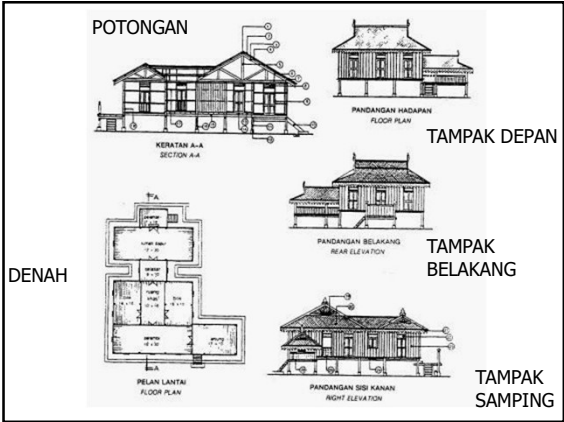 POTONGAN
KERATAN A-A
SECTION A-A
PANDANGAN HADAPAN
FLOOR PLAN
TAMPAK DEPAN
PANDANGAN BELAKANG
REAR ELEVATION
TAMPAK
BELAKANG
DENAH
A
A
PELAN LANTAI
FLOOR PLAN
PANDANGAN SISI KANAN
RIGHT ELEVATION
TAMPAK
SAMPING